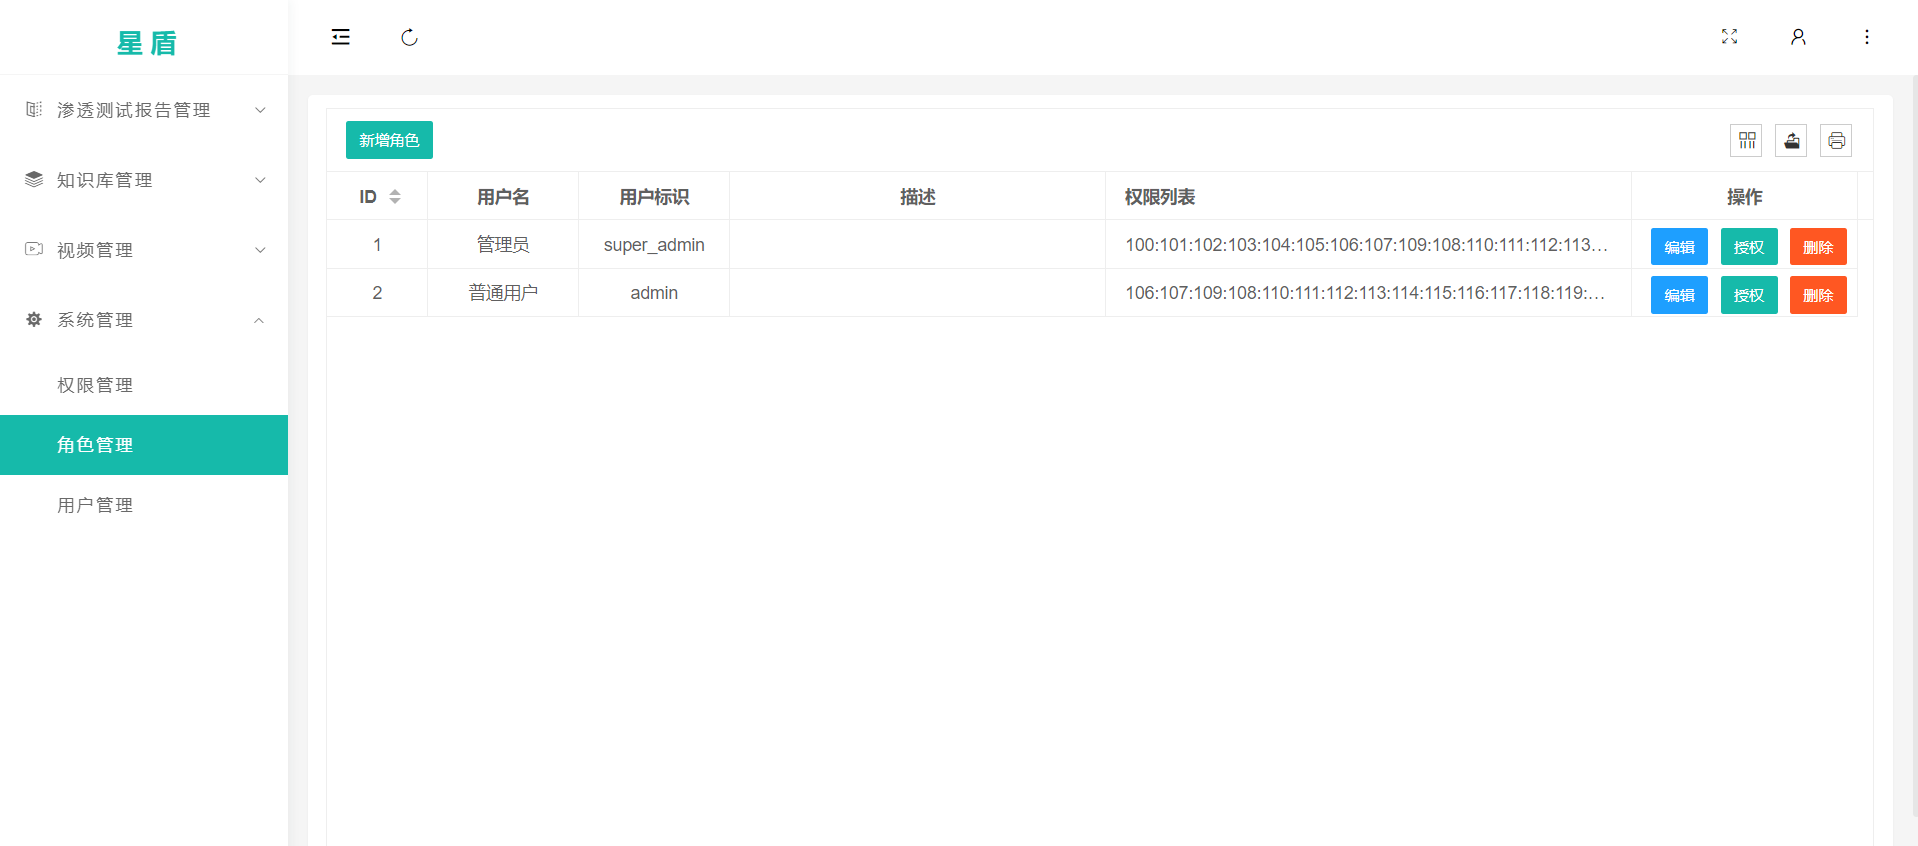 星盾
渗透测试报告管理
知识库管理
视频管理
系统管理
权限管理
角色管理
用户管理
新增角色
ID 用户名 用户标识 描述 权限列表 操作
1 管理员 super_admin 100:101:102:103:104:105:106:107:109:108:110:111:112:113... 编辑 授权 删除
2 普通用户 admin 106:107:109:108:110:111:112:113:114:115:116:117:118:119:... 编辑 授权 删除